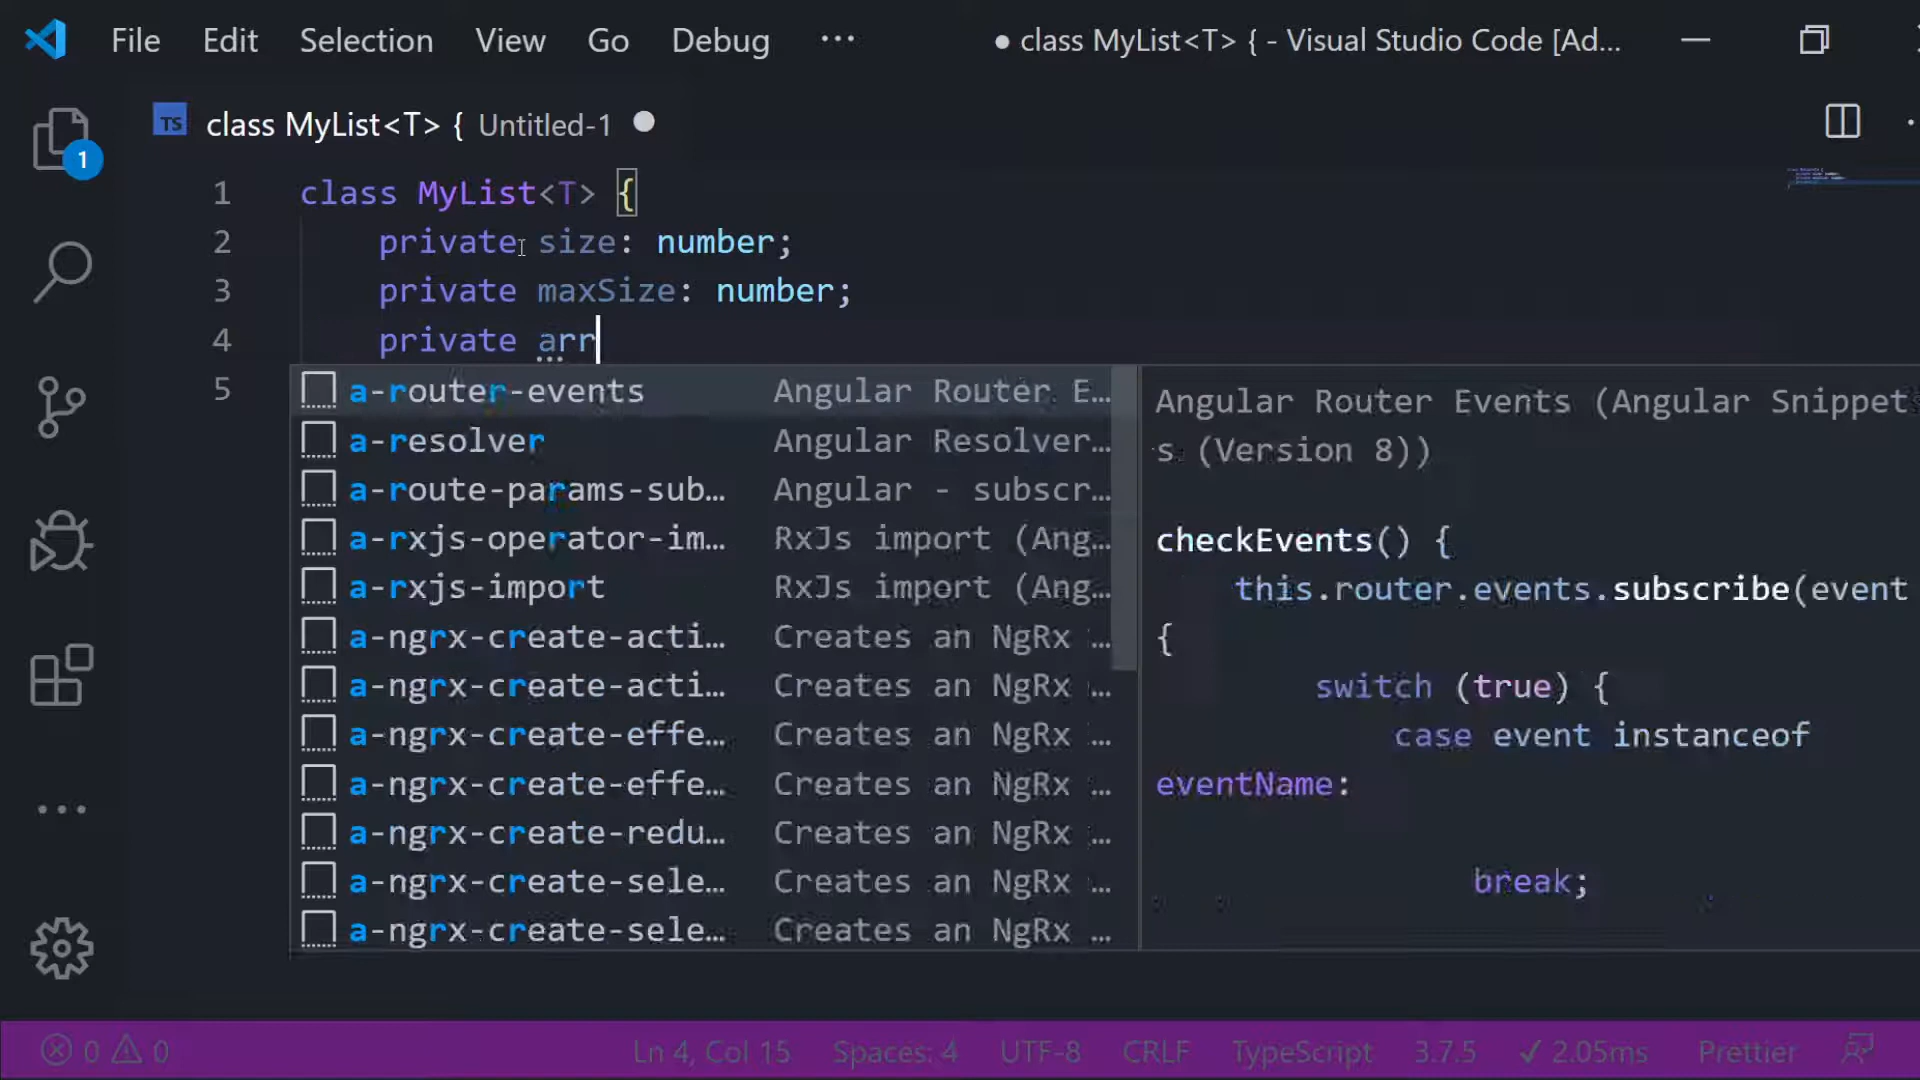 File Edit Selection View Go Debug ··· ● class MyList<T> { - Visual Studio Code [Ad...
1
TS class MyList<T> { Untitled-1 ●
1 class MyList<T> {
2 private size: number;
3 private maxSize: number;
4 private arr
5
a-router-events Angular Router E...
a-resolver Angular Resolver...
a-route-params-sub... Angular - subscr...
a-rxjs-operator-im... RxJs import (Ang...
a-rxjs-import RxJs import (Ang...
a-ngrx-create-acti... Creates an NgRx ...
a-ngrx-create-acti... Creates an NgRx ...
a-ngrx-create-effe... Creates an NgRx ...
a-ngrx-create-effe... Creates an NgRx ...
a-ngrx-create-redu... Creates an NgRx ...
a-ngrx-create-sele... Creates an NgRx ...
a-ngrx-create-sele... Creates an NgRx ...
Angular Router Events (Angular Snippet
s (Version 8))
checkEvents() {
this.router.events.subscribe(event
{
switch (true) {
case event instanceof
eventName:
break;
0 0 Ln 4, Col 15 Spaces: 4 UTF-8 CRLF TypeScript 3.7.5 ✓ 2.05ms Prettier